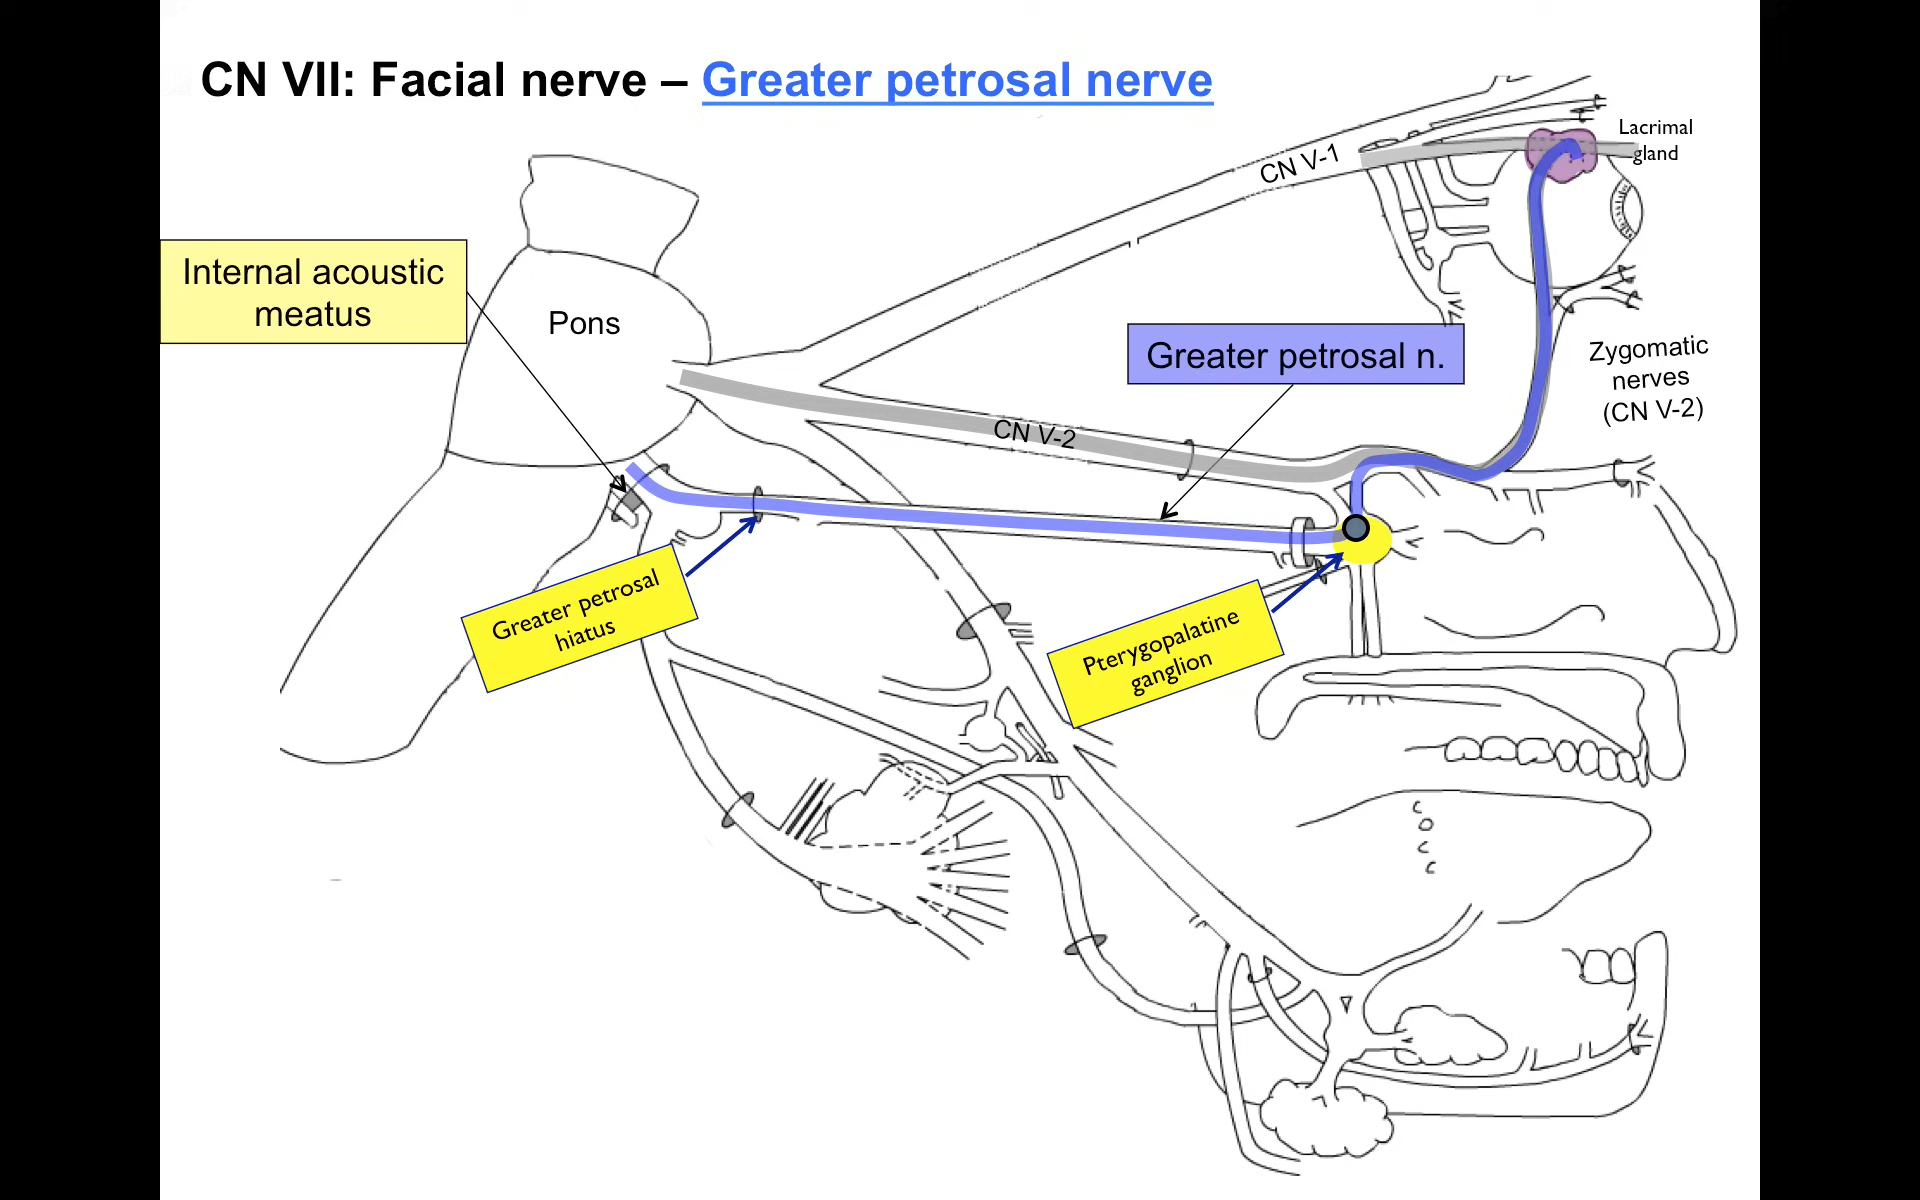 CN VII: Facial nerve – Greater petrosal nerve
Lacrimal
gland
CN V-1
Internal acoustic
meatus
Pons
Greater petrosal n.
Zygomatic
nerves
(CN V-2)
CN V-2
Greater petrosal
hiatus
Pterygopalatine
ganglion